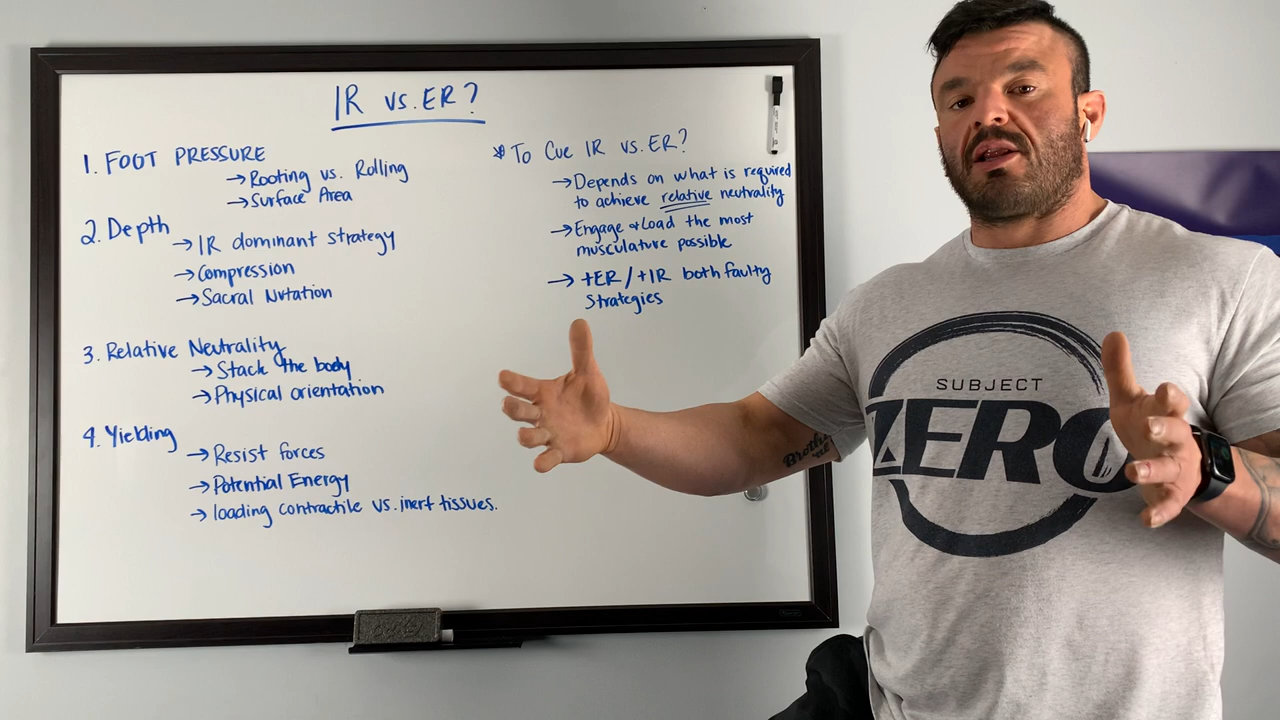 IR vs. ER?
1. FOOT PRESSURE
→Rooting vs. Rolling
→Surface Area
2. Depth
→IR dominant strategy
→Compression
→Sacral Nutation
3. Relative Neutrality
→Stack the body
→Physical orientation
4. Yielding
→Resist forces
→Potential Energy
→loading contractile vs. inert tissues.
* To Cue IR vs. ER?
→Depends on what is required
to achieve relative neutrality
→Engage & Load the most
musculature possible
→ +ER / +IR both faulty
Strategies
SUBJECT
ZERO